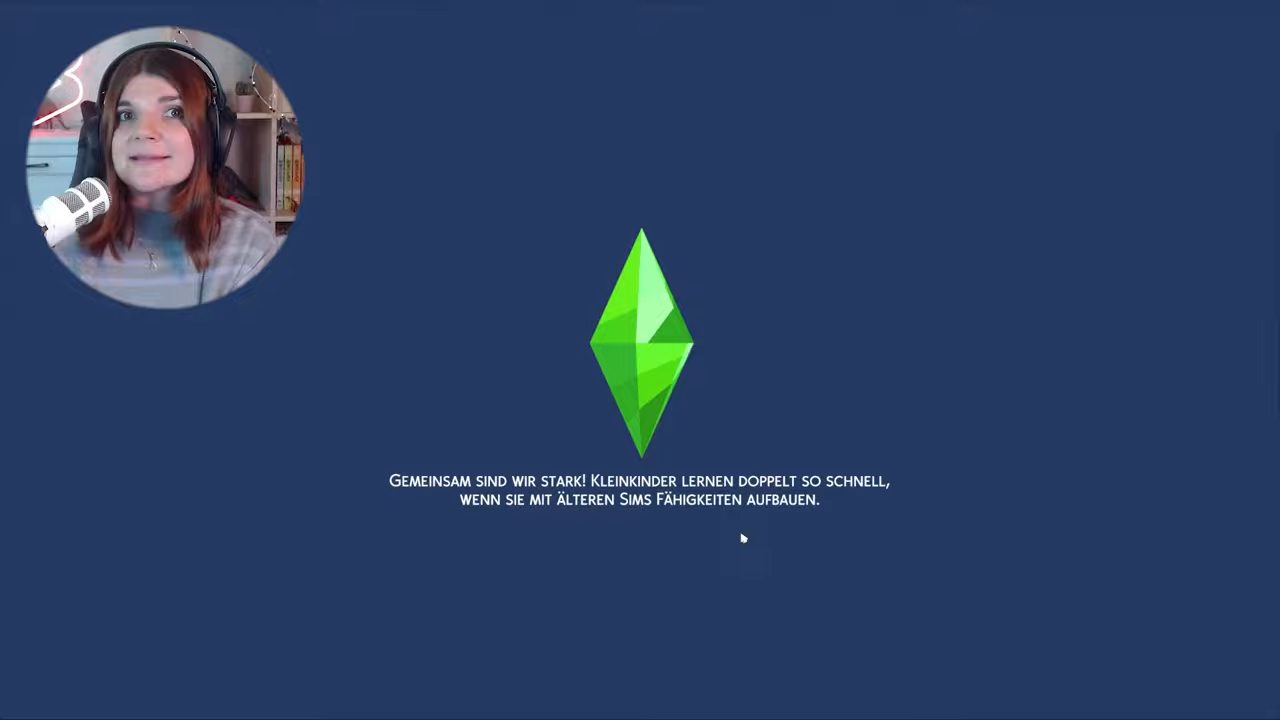 GEMEINSAM SIND WIR STARK! KLEINKINDER LERNEN DOPPELT SO SCHNELL,
WENN SIE MIT ÄLTEREN SIMS FÄHIGKEITEN AUFBAUEN.